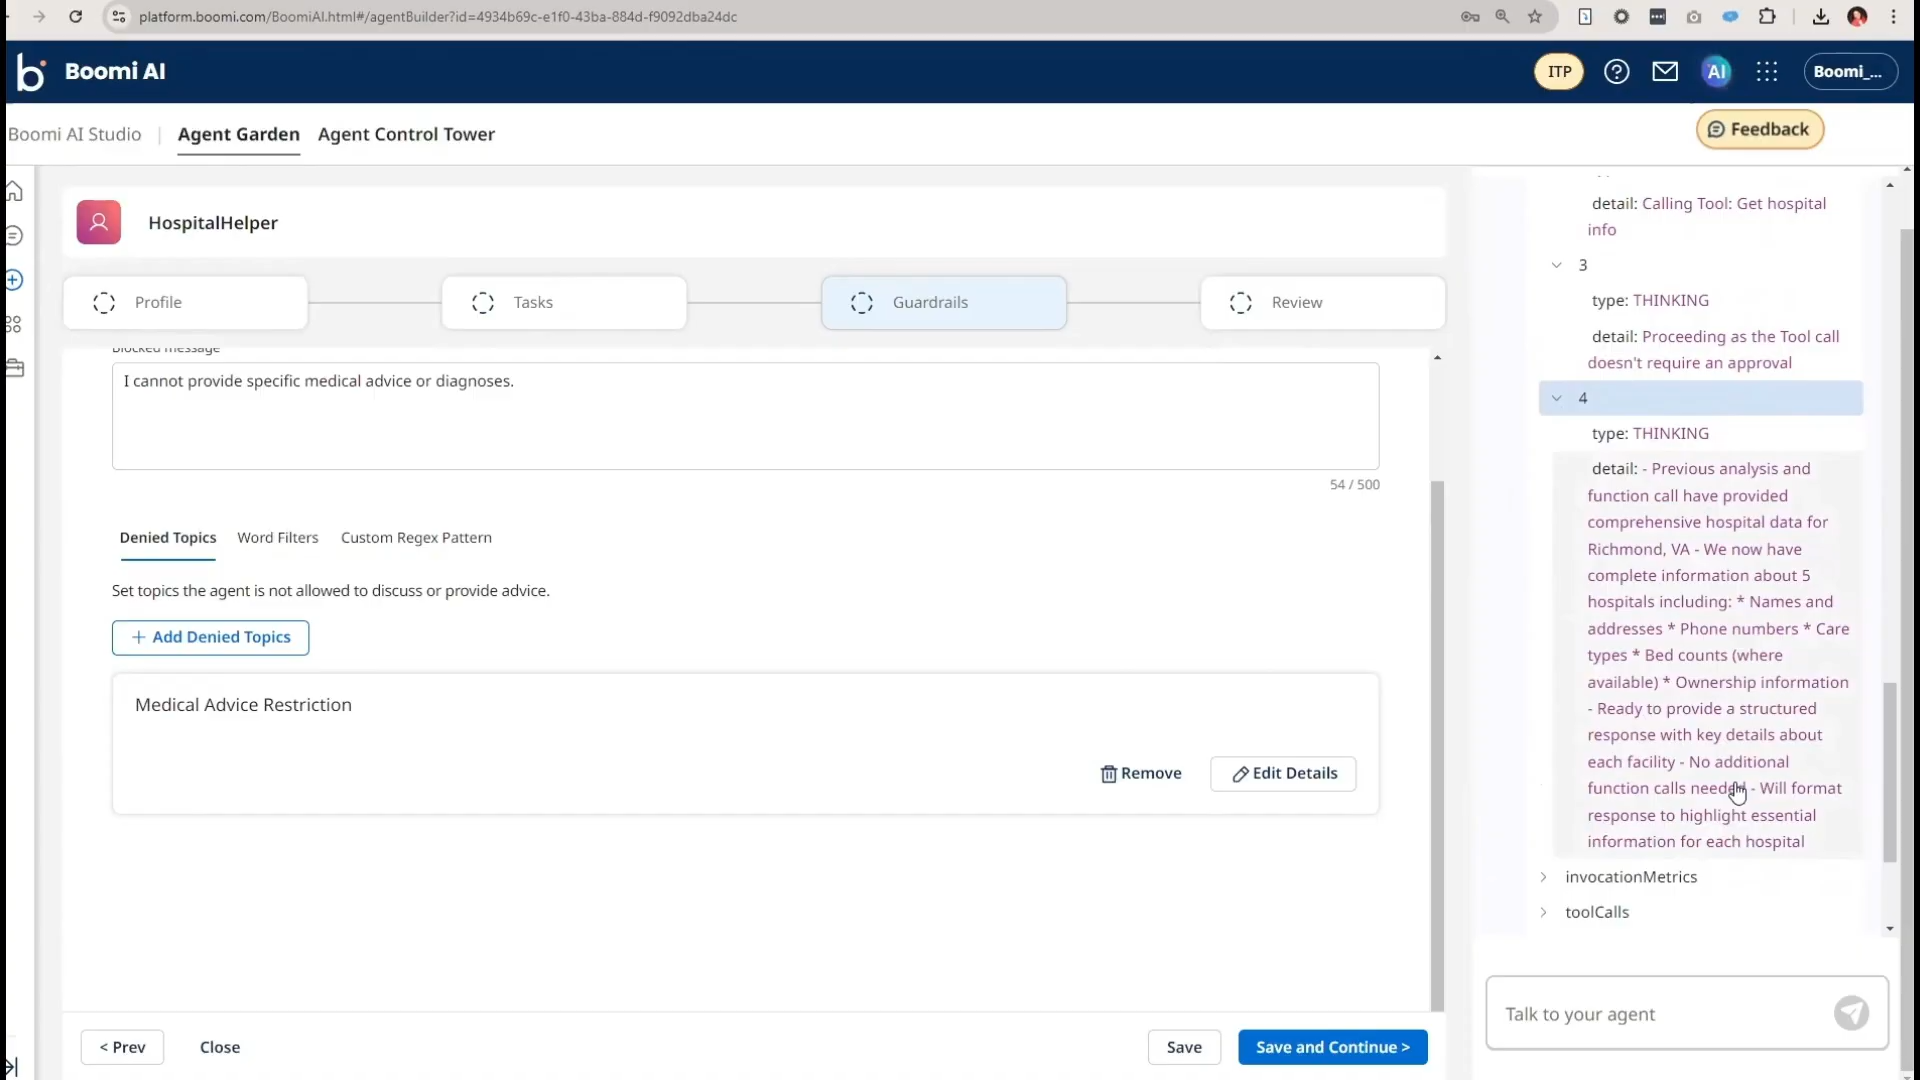 platform.boomi.com/BoomiAI.html#/agentBuilder?id=4934b69c-e1f0-43ba-884d-f9092dba24dc
b Boomi AI
ITP
AI
Boomi_...
Boomi AI Studio | Agent Garden Agent Control Tower
Feedback
HospitalHelper
Profile
Tasks
Guardrails
Review
Blocked message
I cannot provide specific medical advice or diagnoses.
54 / 500
Denied Topics Word Filters Custom Regex Pattern
Set topics the agent is not allowed to discuss or provide advice.
+ Add Denied Topics
Medical Advice Restriction
Remove
Edit Details
< Prev
Close
Save
Save and Continue >
detail: Calling Tool: Get hospital
info
3
type: THINKING
detail: Proceeding as the Tool call
doesn't require an approval
4
type: THINKING
detail: - Previous analysis and
function call have provided
comprehensive hospital data for
Richmond, VA - We now have
complete information about 5
hospitals including: * Names and
addresses * Phone numbers * Care
types * Bed counts (where
available) * Ownership information
- Ready to provide a structured
response with key details about
each facility - No additional
function calls needed - Will format
response to highlight essential
information for each hospital
invocationMetrics
toolCalls
Talk to your agent